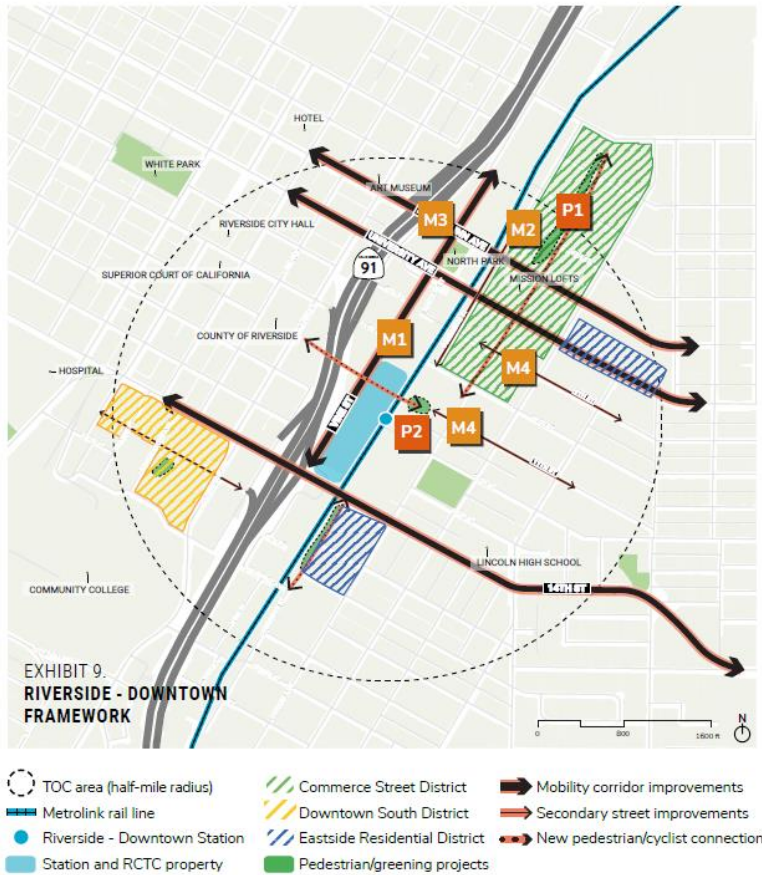 HOTEL
WHITE PARK
ART MUSEUM
M3
M2
P1
RIVERSIDE CITY HALL
UNIVERSITY AVE
91
NORTH PARK
SUPERIOR COURT OF CALIFORNIA
MISSION LOFTS
COUNTY OF RIVERSIDE
M1
M4
HOSPITAL
VINE ST
P2
M4
LINCOLN HIGH SCHOOL
COMMUNITY COLLEGE
14TH ST
EXHIBIT 9.
RIVERSIDE - DOWNTOWN
FRAMEWORK
N
0 800 1600 ft
TOC area (half-mile radius)
Metrolink rail line
Riverside - Downtown Station
Station and RCTC property
Commerce Street District
Downtown South District
Eastside Residential District
Pedestrian/greening projects
Mobility corridor improvements
Secondary street improvements
New pedestrian/cyclist connection